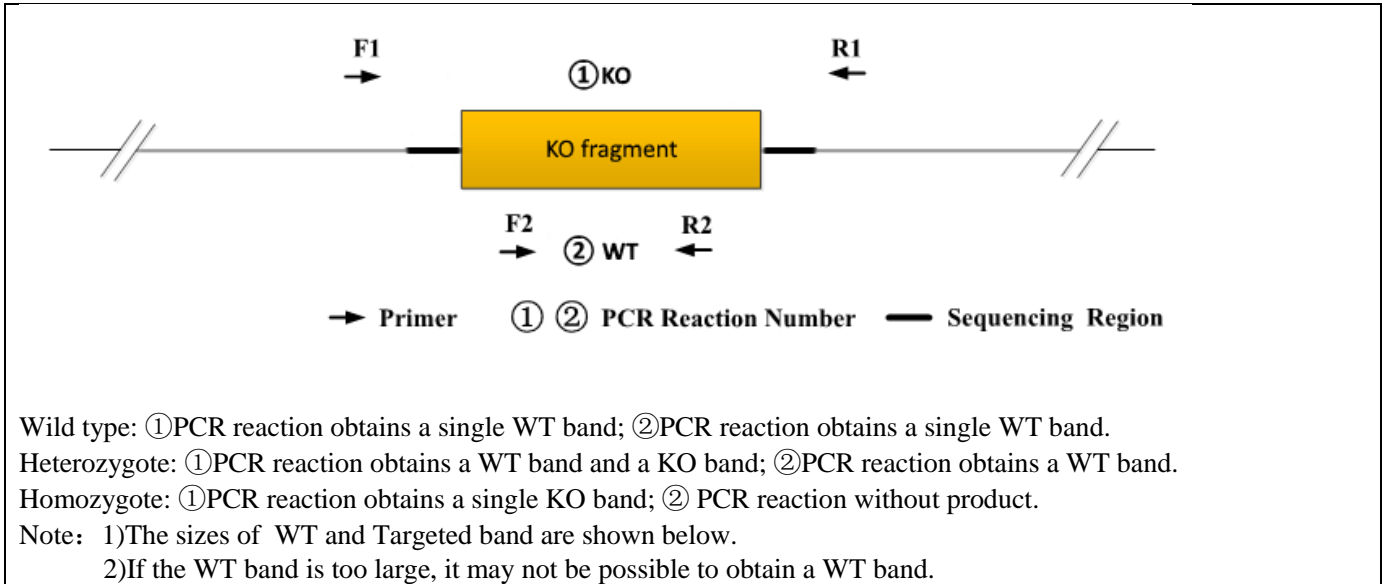 F1 R1
①KO
KO fragment
F2 R2
② WT
Primer ① ② PCR Reaction Number Sequencing Region
Wild type: ①PCR reaction obtains a single WT band; ②PCR reaction obtains a single WT band.
Heterozygote: ①PCR reaction obtains a WT band and a KO band; ②PCR reaction obtains a WT band.
Homozygote: ①PCR reaction obtains a single KO band; ② PCR reaction without product.
Note： 1)The sizes of WT and Targeted band are shown below.
2)If the WT band is too large, it may not be possible to obtain a WT band.